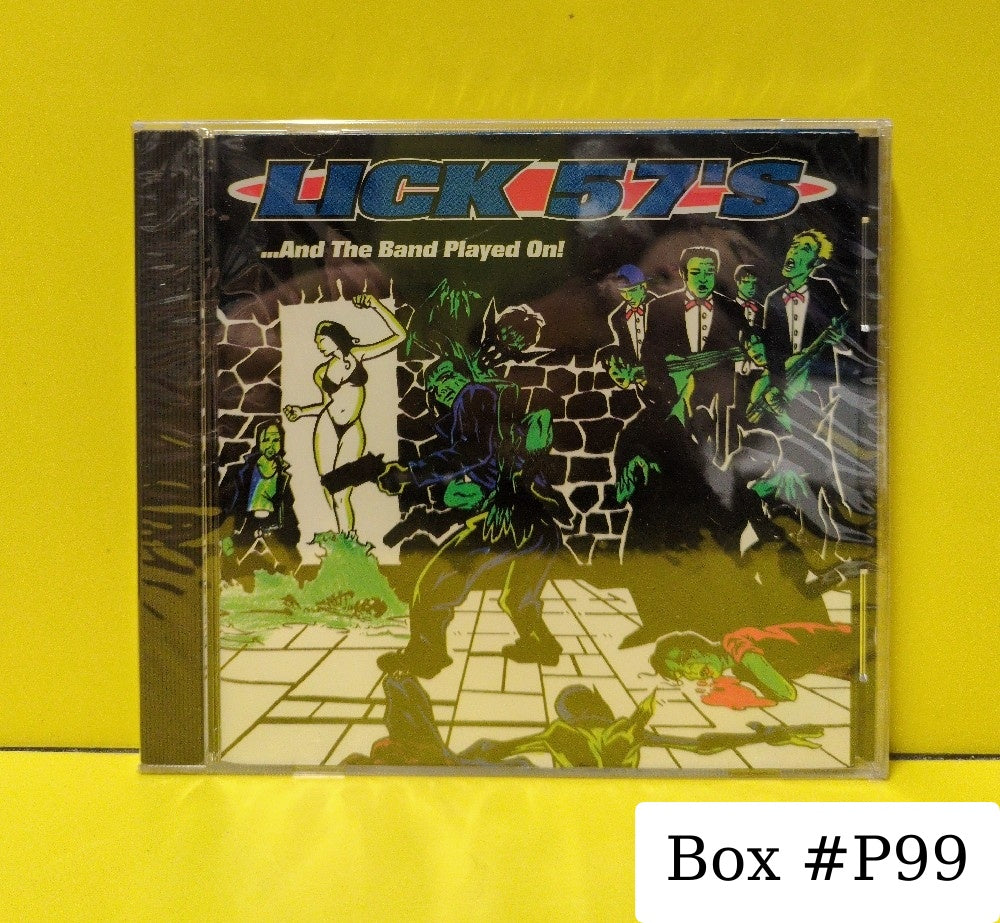 LICK 57'S
...And The Band Played On!
Box #P99